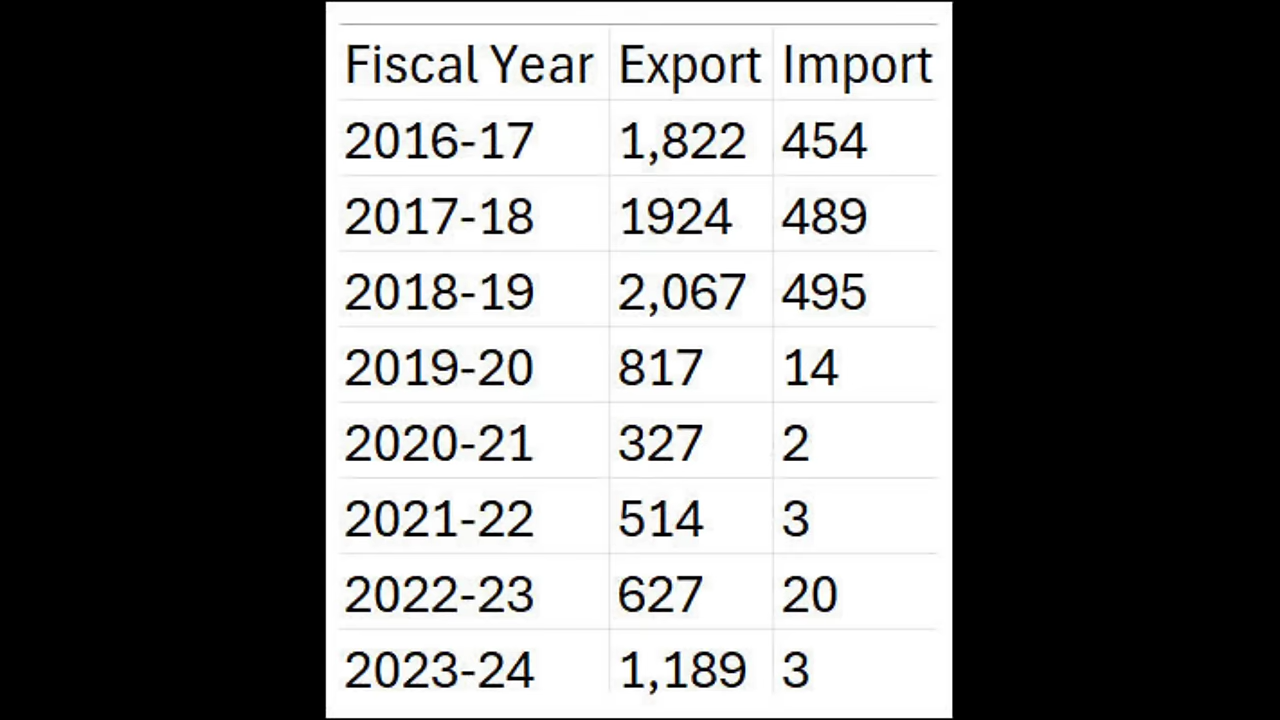 Fiscal Year Export Import
2016-17 1,822 454
2017-18 1924 489
2018-19 2,067 495
2019-20 817 14
2020-21 327 2
2021-22 514 3
2022-23 627 20
2023-24 1,189 3